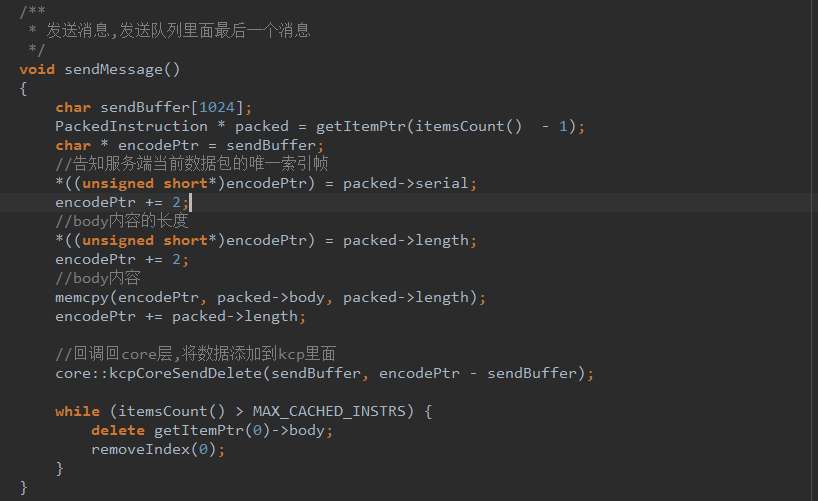 /**
 * 发送消息,发送队列里面最后一个消息
 */
void sendMessage()
{
    char sendBuffer[1024];
    PackedInstruction * packed = getItemPtr(itemsCount()  - 1);
    char * encodePtr = sendBuffer;
    //告知服务端当前数据包的唯一索引帧
    *((unsigned short*)encodePtr) = packed->serial;
    encodePtr += 2;
    //body内容的长度
    *((unsigned short*)encodePtr) = packed->length;
    encodePtr += 2;
    //body内容
    memcpy(encodePtr, packed->body, packed->length);
    encodePtr += packed->length;

    //回调回core层,将数据添加到kcp里面
    core::kcpCoreSendDelete(sendBuffer, encodePtr - sendBuffer);

    while (itemsCount() > MAX_CACHED_INSTRS) {
        delete getItemPtr(0)->body;
        removeIndex(0);
    }
}